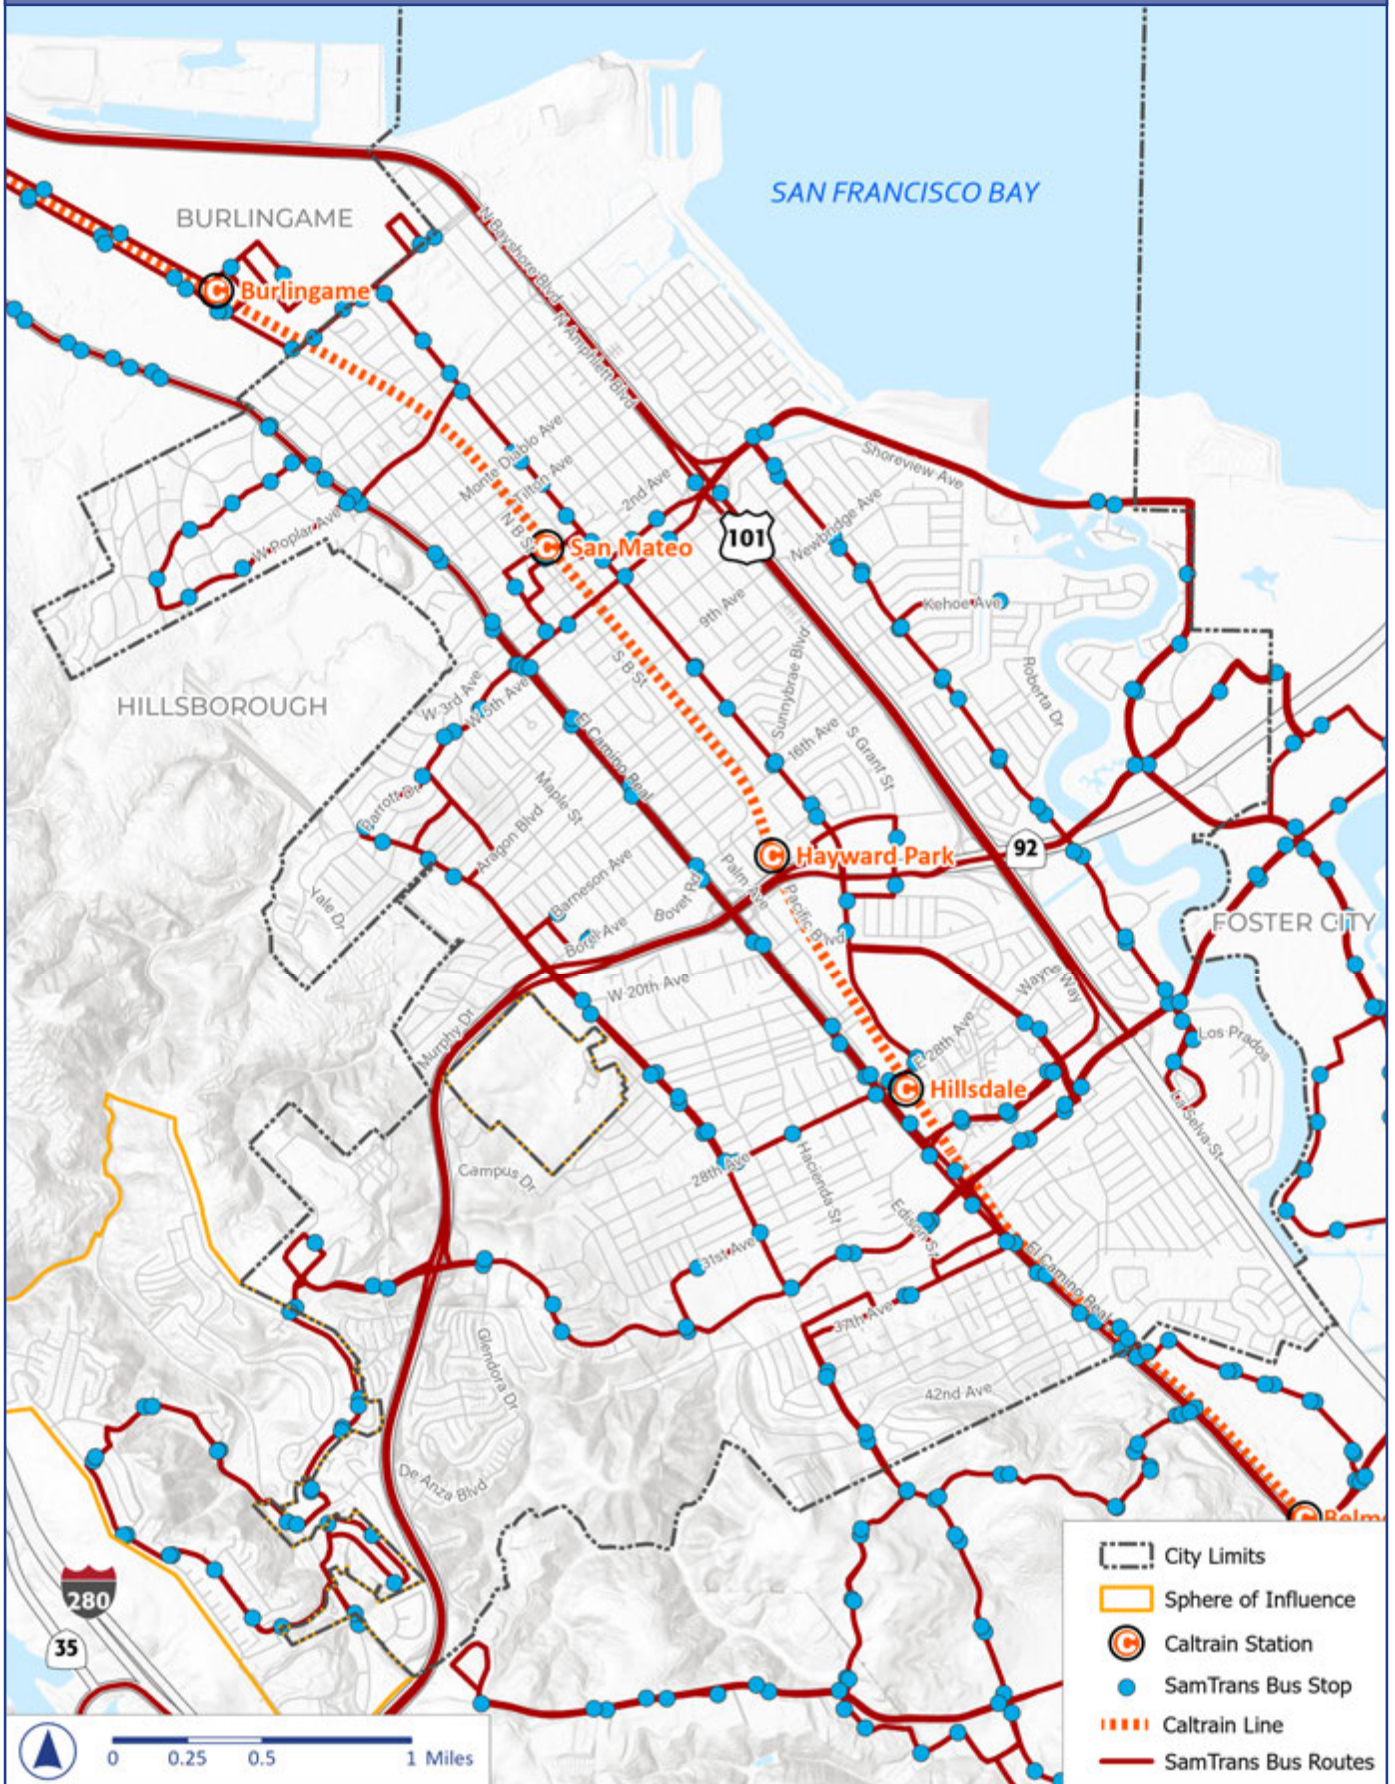 SAN FRANCISCO BAY
BURLINGAME
N Bayshore Blvd
Burlingame
N Amphlett Blvd
Monte Diablo Ave
Tilton Ave
2nd Ave
Shoreview Ave
N B St
San Mateo
101
Newbridge Ave
W Poplar Ave
9th Ave
Kehoe Ave
S B St
Sunnybrae Blvd
Roberta Dr
HILLSBOROUGH
W 3rd Ave
W 5th Ave
El Camino Real
16th Ave
S Grant St
Barrott Dr
Maple St
Aragon Blvd
Hayward Park
92
Yale Dr
Barneson Ave
Bovet Rd
Palm Ave
Pacific Blvd
FOSTER CITY
Borel Ave
W 20th Ave
Wayne Way
Murphy Dr
E 28th Ave
Los Prados
Hillsdale
La Selva St
28th Ave
Campus Dr
Hacienda St
Edison St
31st Ave
El Camino Real
37th Ave
Glendora Dr
42nd Ave
De Anza Blvd
280
35
City Limits
Sphere of Influence
C Caltrain Station
SamTrans Bus Stop
Caltrain Line
SamTrans Bus Routes
0 0.25 0.5 1 Miles